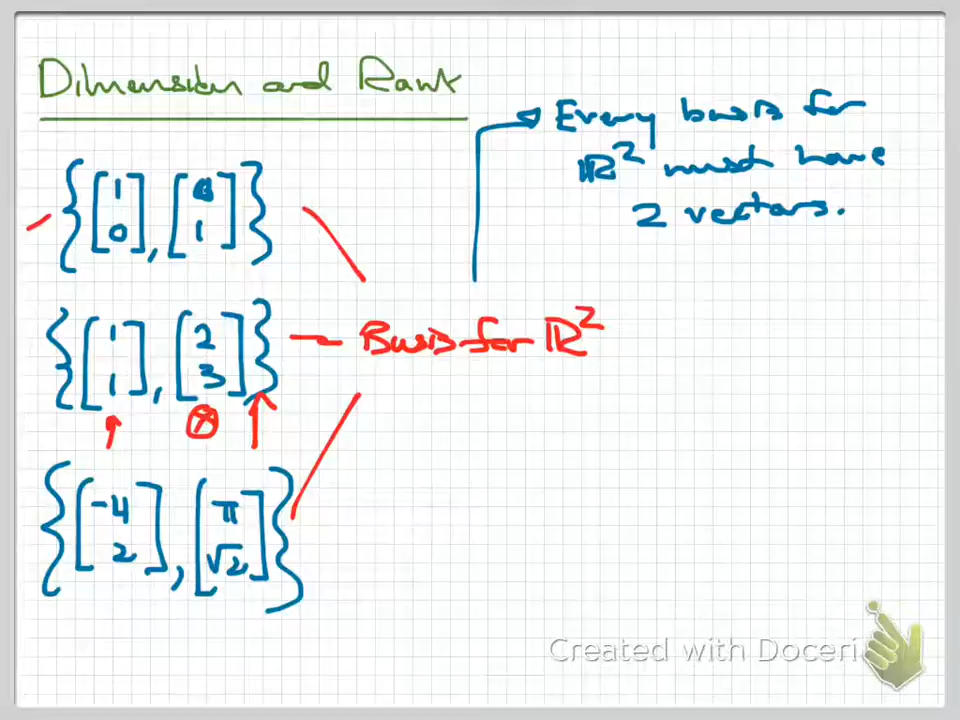 Dimension and Rank
Every basis for
ℝ² must have
2 vectors.
{[1 0], [0 1]}
{[1 1], [2 3]} — Basis for ℝ²
{[-4 2], [π √2]}
Created with Doceri